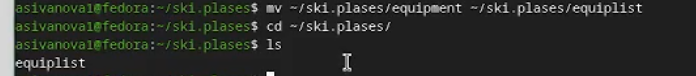 asivanova1@fedora:~/ski.plases$ mv ~/ski.plases/equipment ~/ski.plases/equiplist
asivanova1@fedora:~/ski.plases$ cd ~/ski.plases/
asivanova1@fedora:~/ski.plases$ ls
equiplist